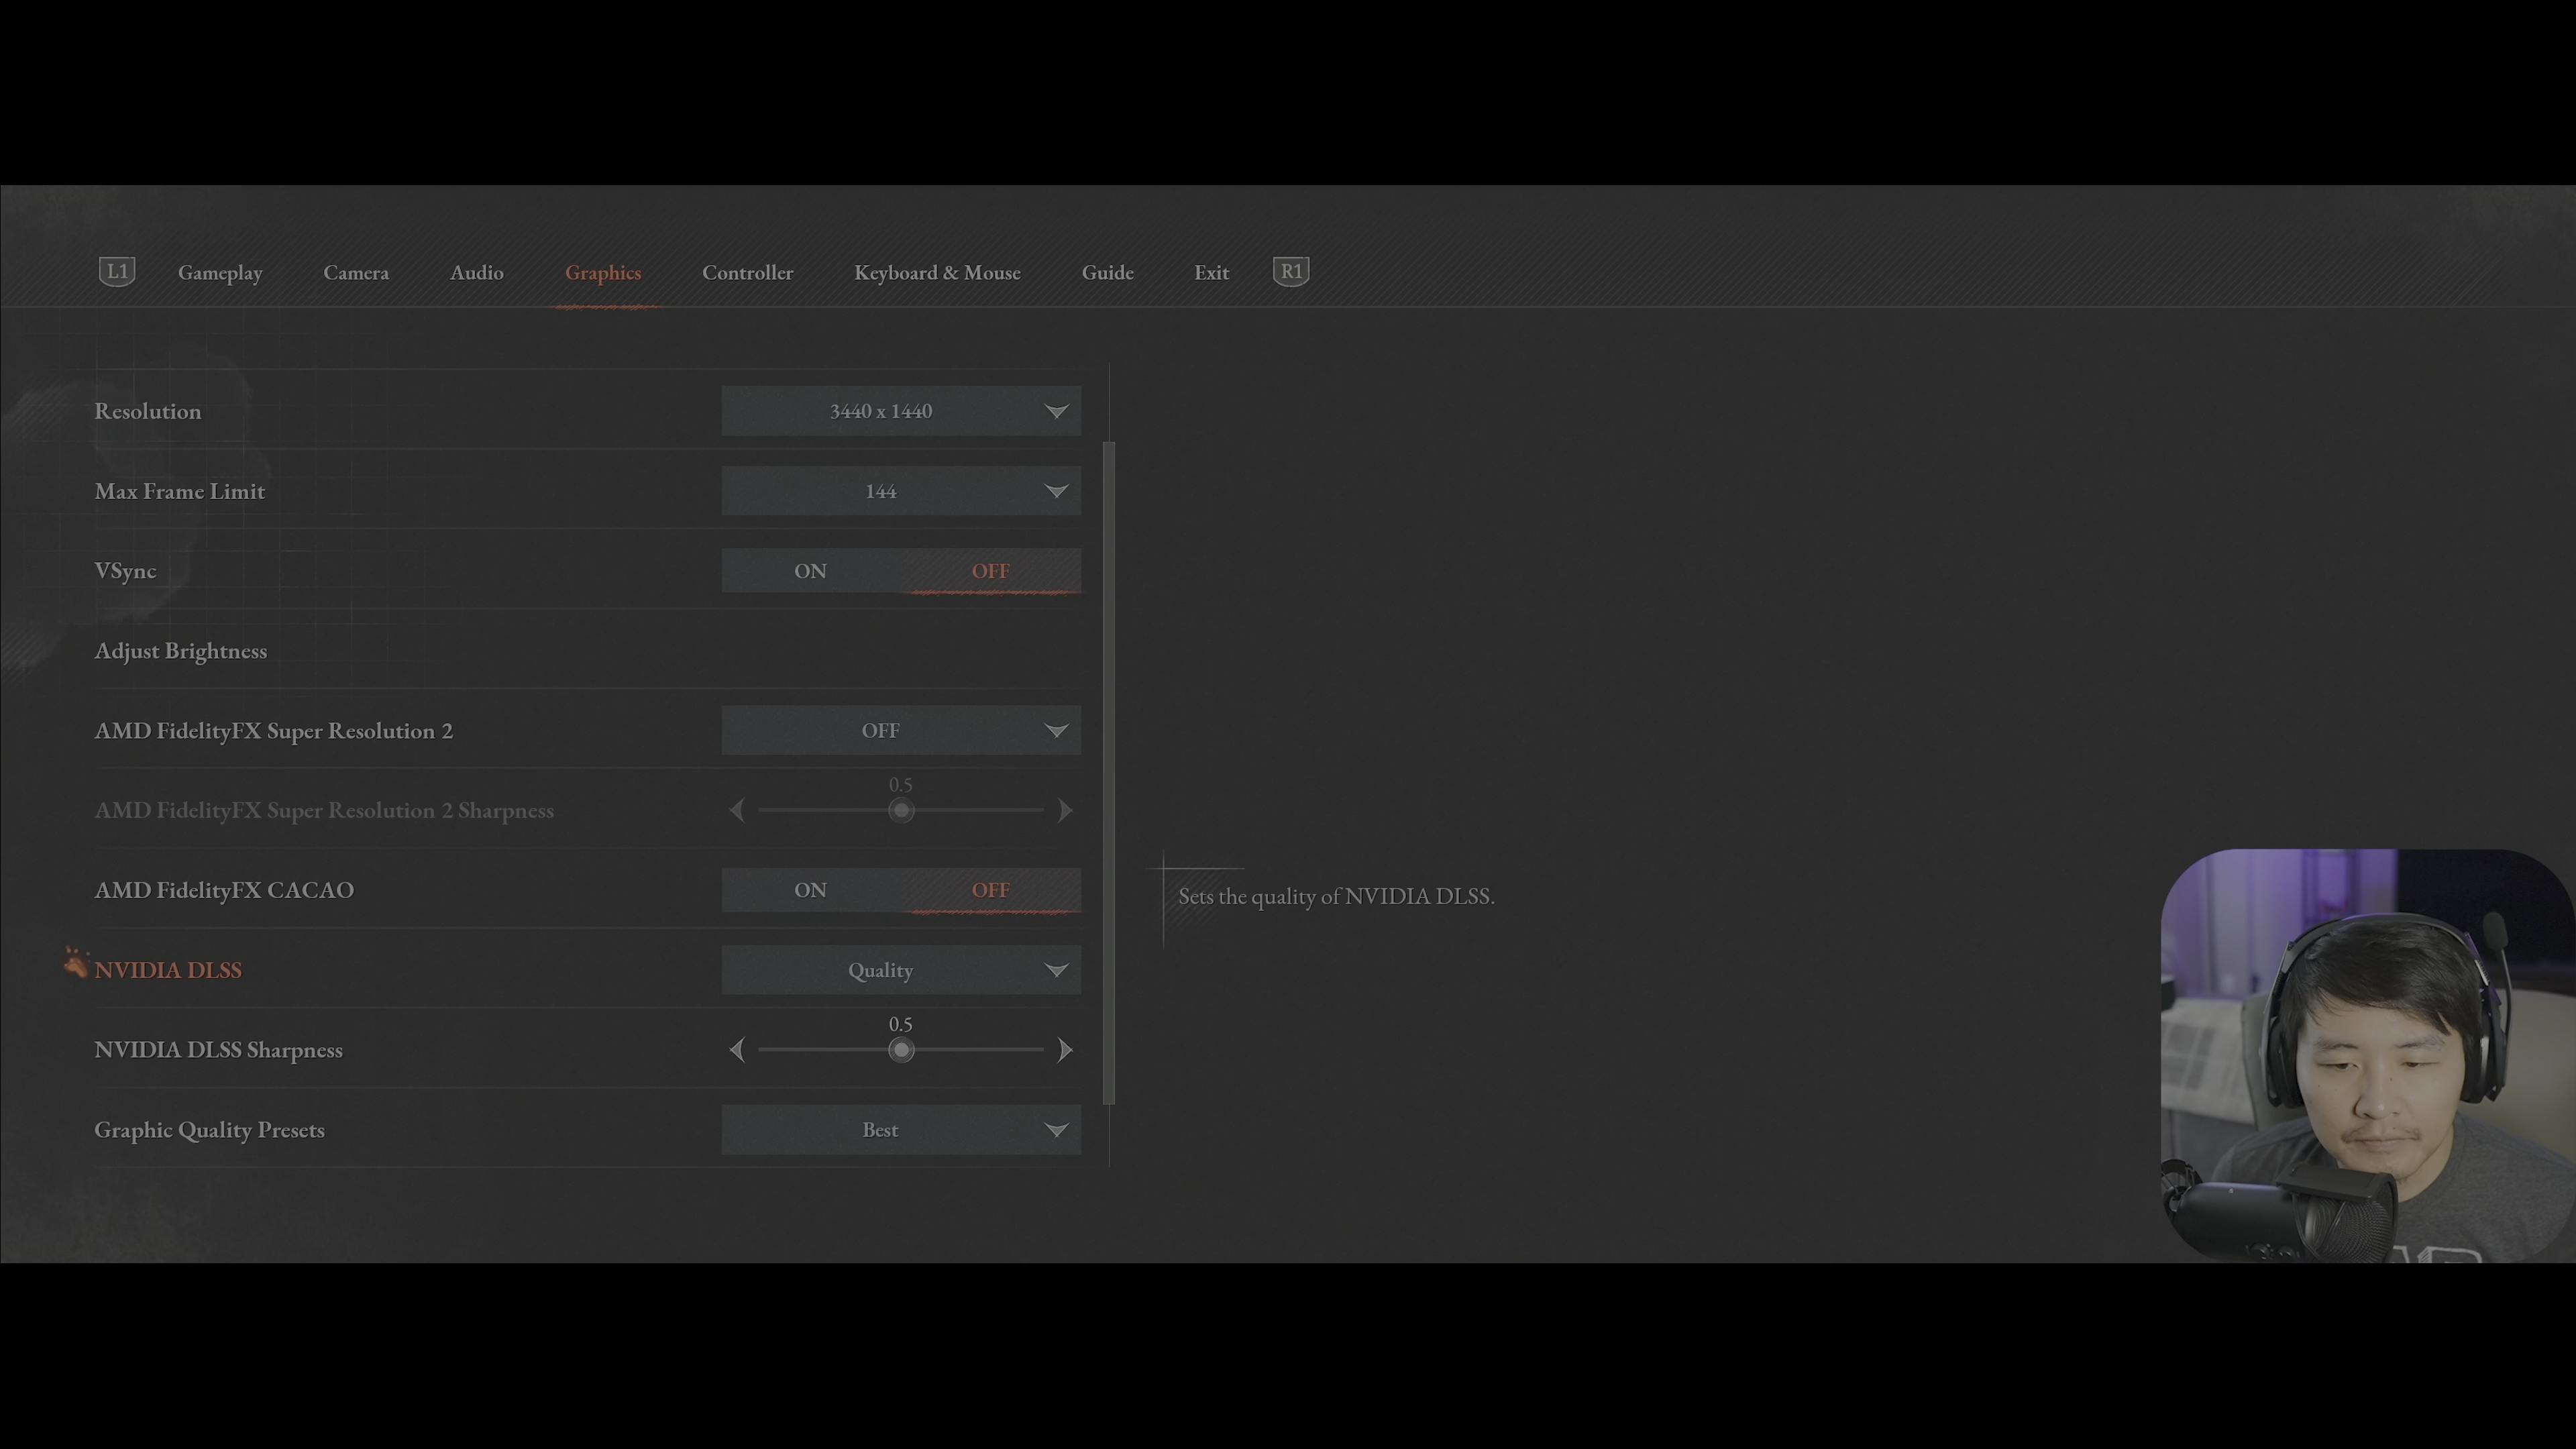 L1 Gameplay Camera Audio Graphics Controller Keyboard & Mouse Guide Exit R1
Resolution 3440 x 1440
Max Frame Limit 144
VSync ON OFF
Adjust Brightness
AMD FidelityFX Super Resolution 2 OFF
0.5
AMD FidelityFX Super Resolution 2 Sharpness
AMD FidelityFX CACAO ON OFF
Sets the quality of NVIDIA DLSS.
NVIDIA DLSS Quality
0.5
NVIDIA DLSS Sharpness
Graphic Quality Presets Best